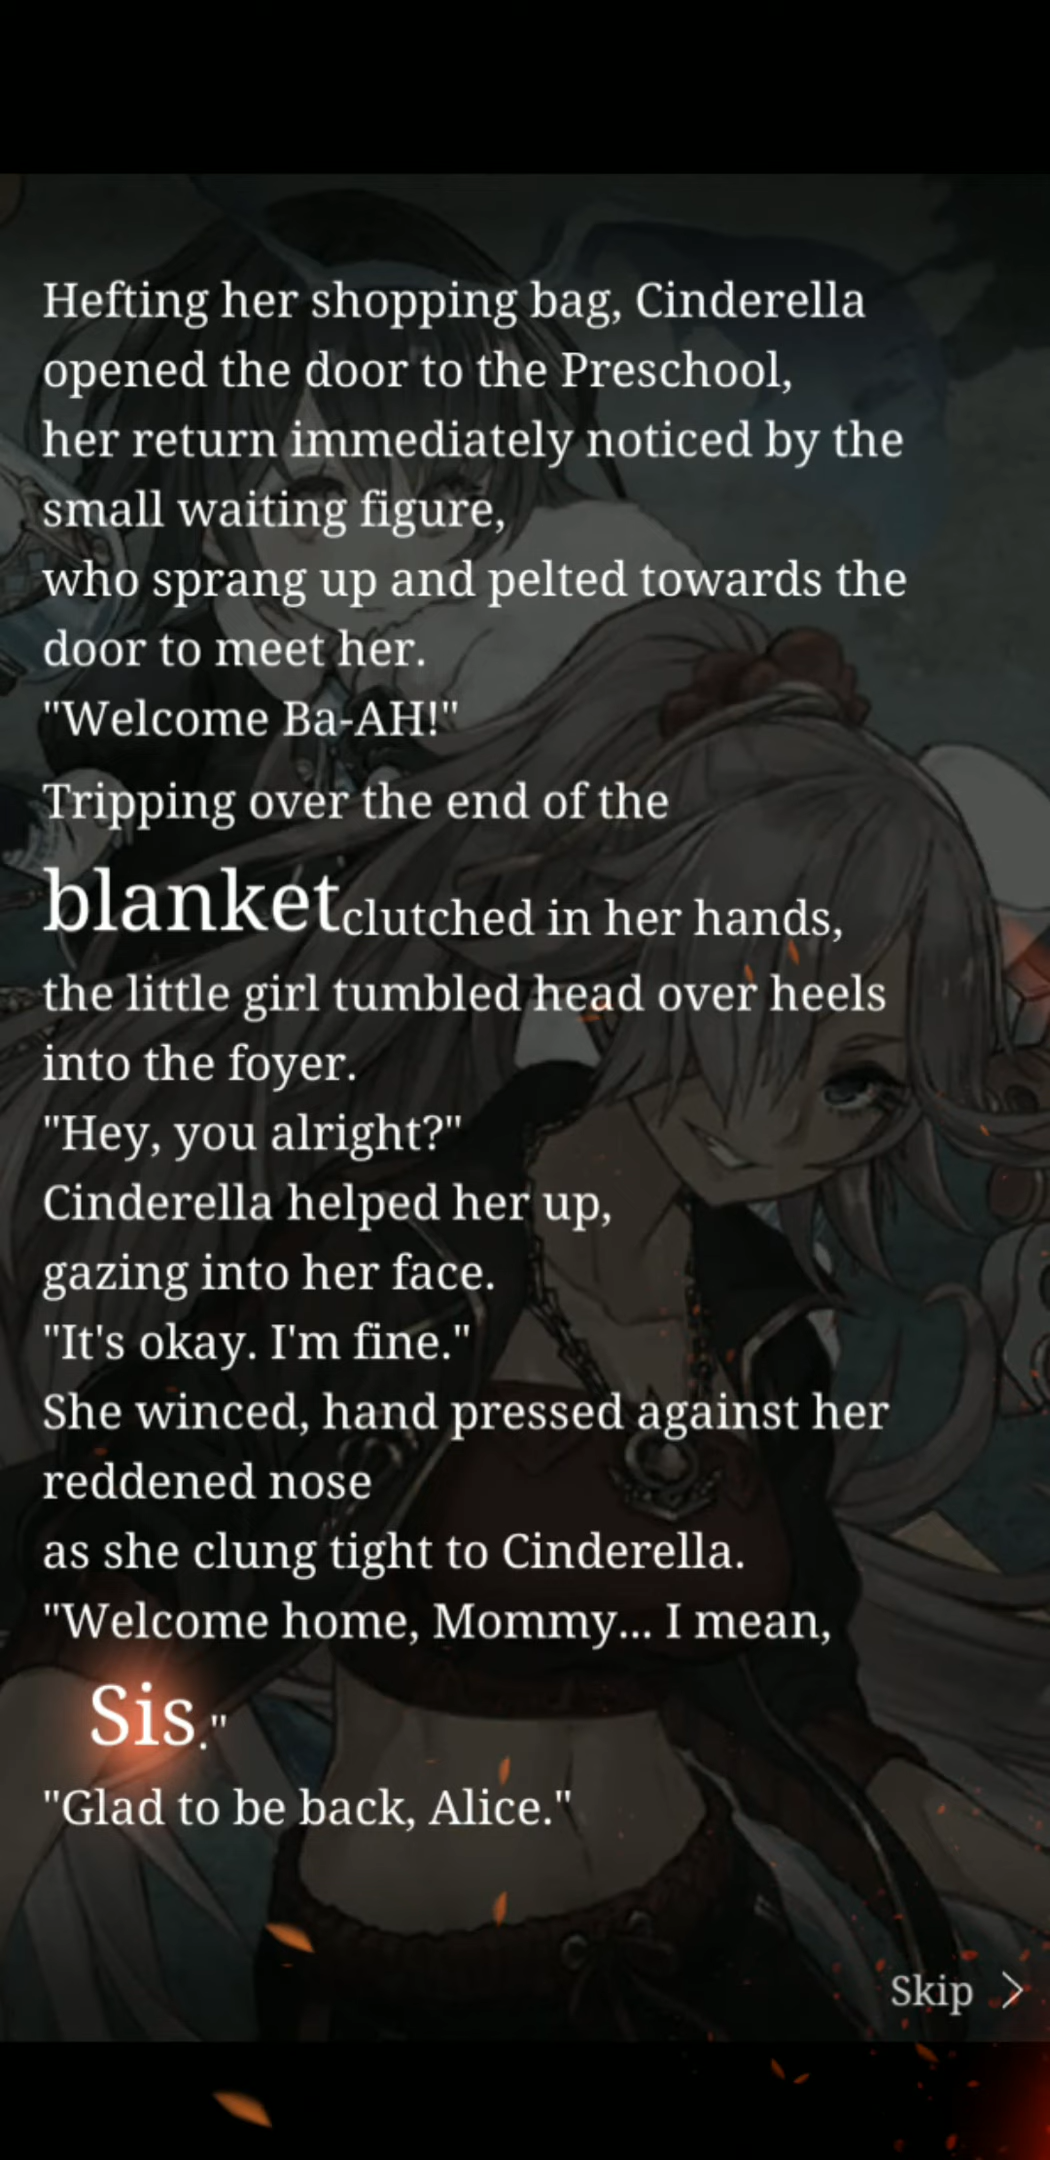 Hefting her shopping bag, Cinderella
opened the door to the Preschool,
her return immediately noticed by the
small waiting figure,
who sprang up and pelted towards the
door to meet her.
"Welcome Ba-AH!"
Tripping over the end of the
blanket clutched in her hands,
the little girl tumbled head over heels
into the foyer.
"Hey, you alright?"
Cinderella helped her up,
gazing into her face.
"It's okay. I'm fine."
She winced, hand pressed against her
reddened nose
as she clung tight to Cinderella.
"Welcome home, Mommy... I mean,
Sis."
"Glad to be back, Alice."
Skip >